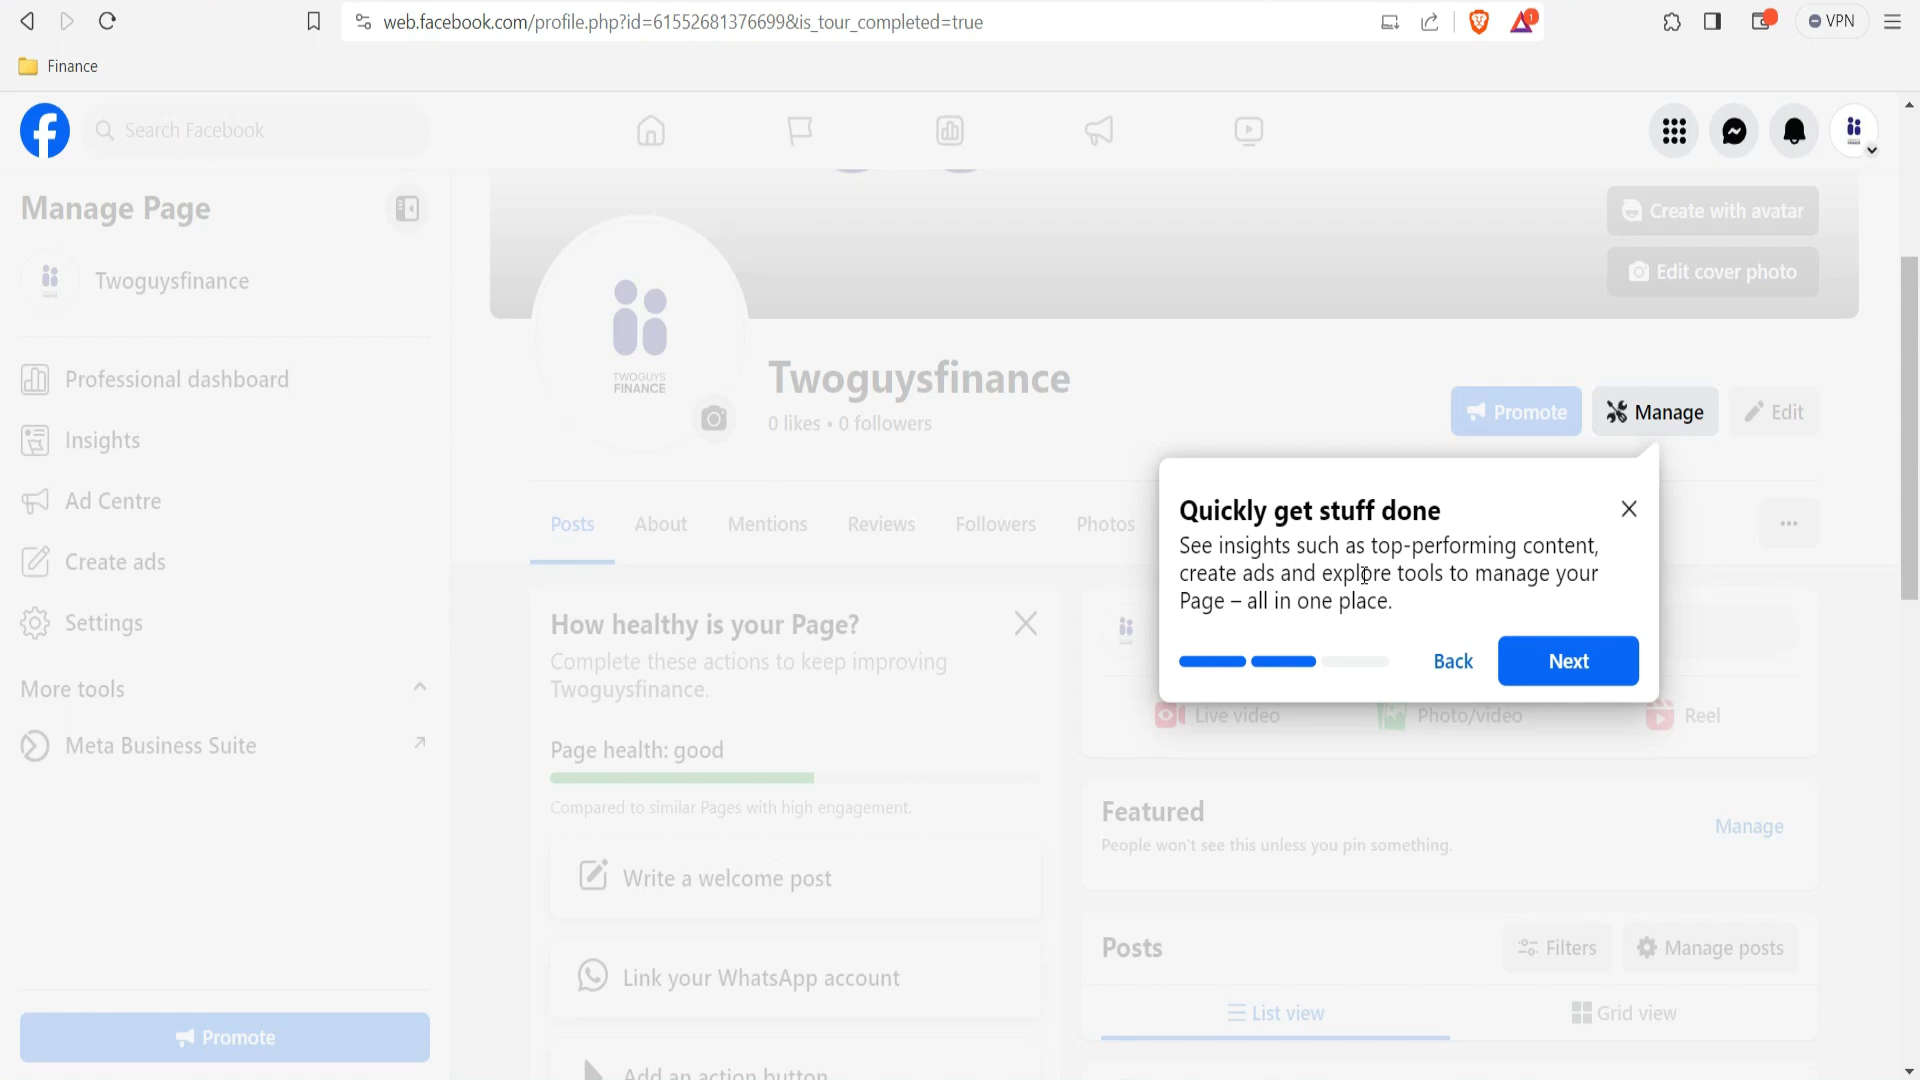 web.facebook.com/profile.php?id=61552681376699&is_tour_completed=true
1
VPN
Finance
Search Facebook
Manage Page
Twoguysfinance
Professional dashboard
Insights
Ad Centre
Create ads
Settings
More tools
Meta Business Suite
Promote
Create with avatar
Edit cover photo
TWOGUYS
FINANCE
Twoguysfinance
0 likes • 0 followers
Promote
Manage
Edit
Posts
About
Mentions
Reviews
Followers
Photos
Quickly get stuff done
See insights such as top-performing content,
create ads and explore tools to manage your
Page – all in one place.
Back
Next
How healthy is your Page?
Complete these actions to keep improving
Twoguysfinance.
Page health: good
Compared to similar Pages with high engagement.
Write a welcome post
Link your WhatsApp account
Add an action button
Live video
Photo/video
Reel
Featured
People won't see this unless you pin something.
Manage
Posts
Filters
Manage posts
List view
Grid view